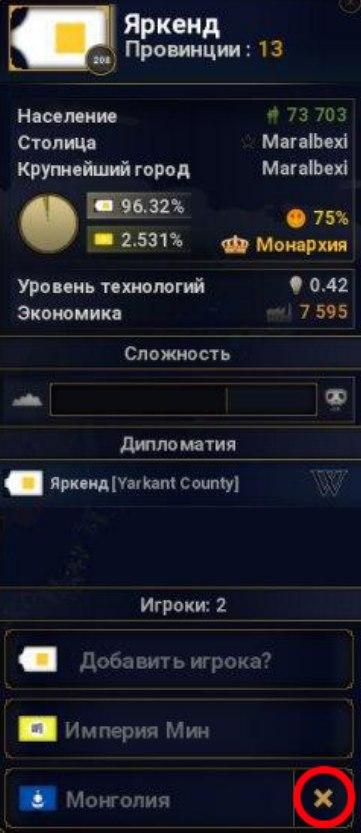 Яркенд
Провинции : 13
208
Население 73 703
Столица Maralbexi
Крупнейший город Maralbexi
96.32%
75%
2.531%
Монархия
Уровень технологий 0.42
Экономика 7 595
Сложность
Дипломатия
Яркенд [Yarkant County] W
Игроки: 2
Добавить игрока?
Империя Мин
Монголия